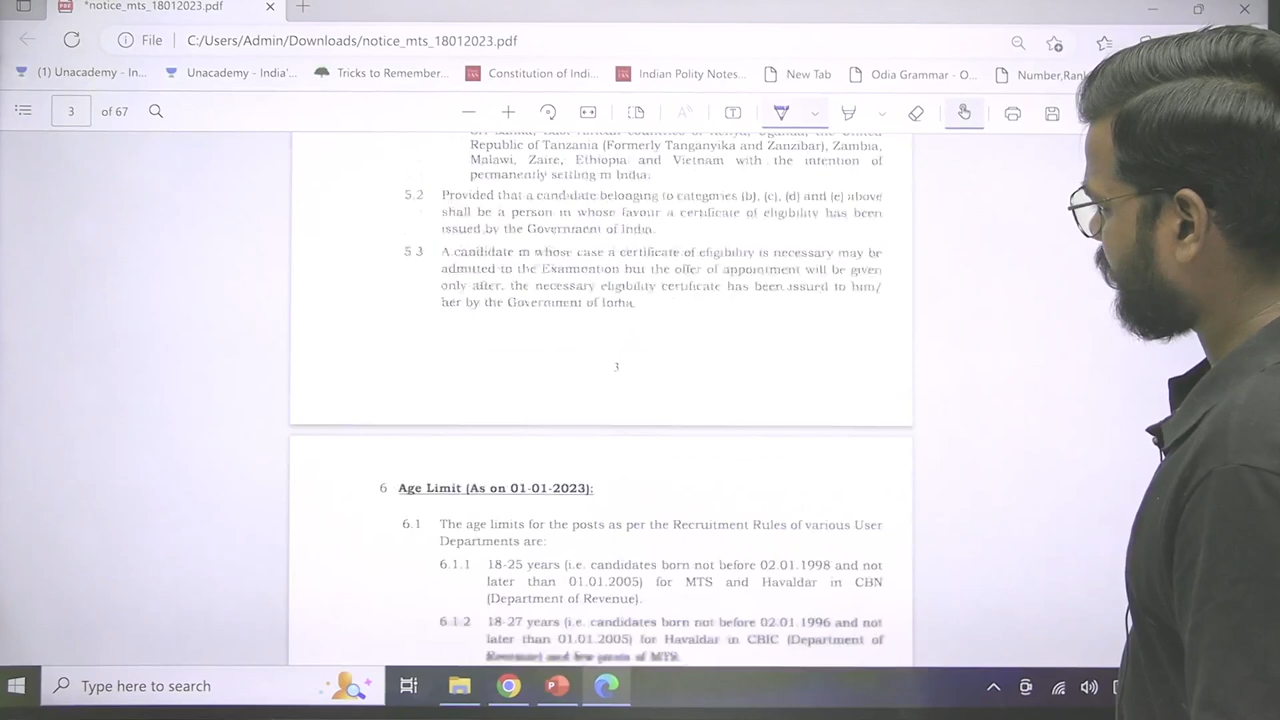 *notice_mts_18012023.pdf
File
C:/Users/Admin/Downloads/notice_mts_18012023.pdf
(1) Unacademy - In...
Unacademy - India'...
Tricks to Remember...
Constitution of Indi...
Indian Polity Notes...
New Tab
Odia Grammar - O...
Number,Rank
3 of 67
Republic of Tanzania (Formerly Tanganyika and Zanzibar), Zambia,
Malawi, Zaire, Ethiopia and Vietnam with the intention of
permanently settling in India.
5.2 Provided that a candidate belonging to categories (b), (c), (d) and (e) above
shall be a person in whose favour a certificate of eligibility has been
issued by the Government of India.
5.3 A candidate in whose case a certificate of eligibility is necessary may be
admitted to the Examination but the offer of appointment will be given
only after, the necessary eligibility certificate has been issued to him/
her by the Government of India.
3
6 Age Limit (As on 01-01-2023):
6.1 The age limits for the posts as per the Recruitment Rules of various User
Departments are:
6.1.1 18-25 years (i.e. candidates born not before 02.01.1998 and not
later than 01.01.2005) for MTS and Havaldar in CBN
(Department of Revenue).
6.1.2 18-27 years (i.e. candidates born not before 02.01.1996 and not
later than 01.01.2005) for Havaldar in CBIC (Department of
Revenue) and few posts of MTS.
Type here to search